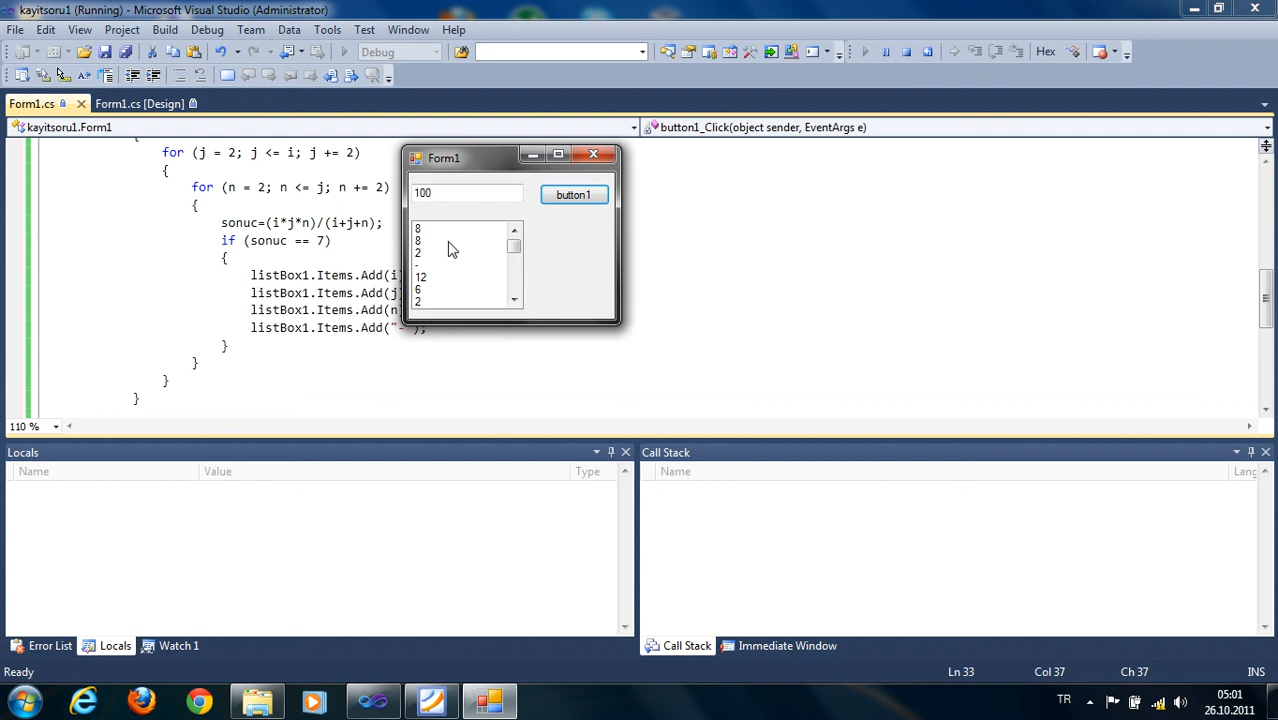 kayitsoru1 (Running) - Microsoft Visual Studio (Administrator)
File Edit View Project Build Debug Team Data Tools Test Window Help
Debug
Hex
Form1.cs Form1.cs [Design]
kayitsoru1.Form1 button1_Click(object sender, EventArgs e)
{
for (j = 2; j <= i; j += 2)
{
for (n = 2; n <= j; n += 2)
{
sonuc=(i*j*n)/(i+j+n);
if (sonuc == 7)
{
listBox1.Items.Add(i
listBox1.Items.Add(j
listBox1.Items.Add(n
listBox1.Items.Add("-");
}
}
}
}
Form1
100
button1
8
8
2
-
12
6
2
110 %
Locals
Name Value Type
Call Stack
Name Lang
Error List Locals Watch 1
Call Stack Immediate Window
Ready Ln 33 Col 37 Ch 37 INS
TR 05:01
26.10.2011